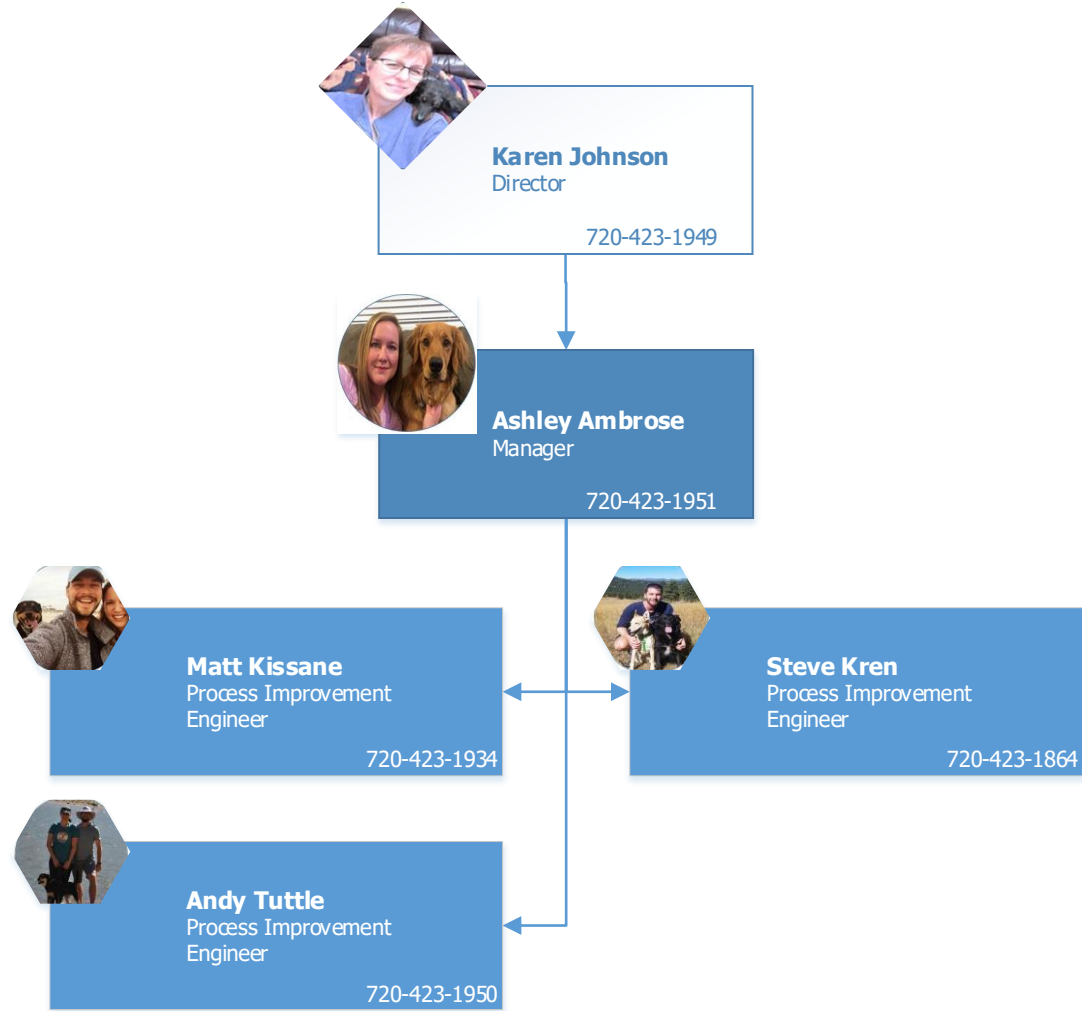 Karen Johnson
Director
720-423-1949
Ashley Ambrose
Manager
720-423-1951
Matt Kissane
Process Improvement
Engineer
720-423-1934
Steve Kren
Process Improvement
Engineer
720-423-1864
Andy Tuttle
Process Improvement
Engineer
720-423-1950